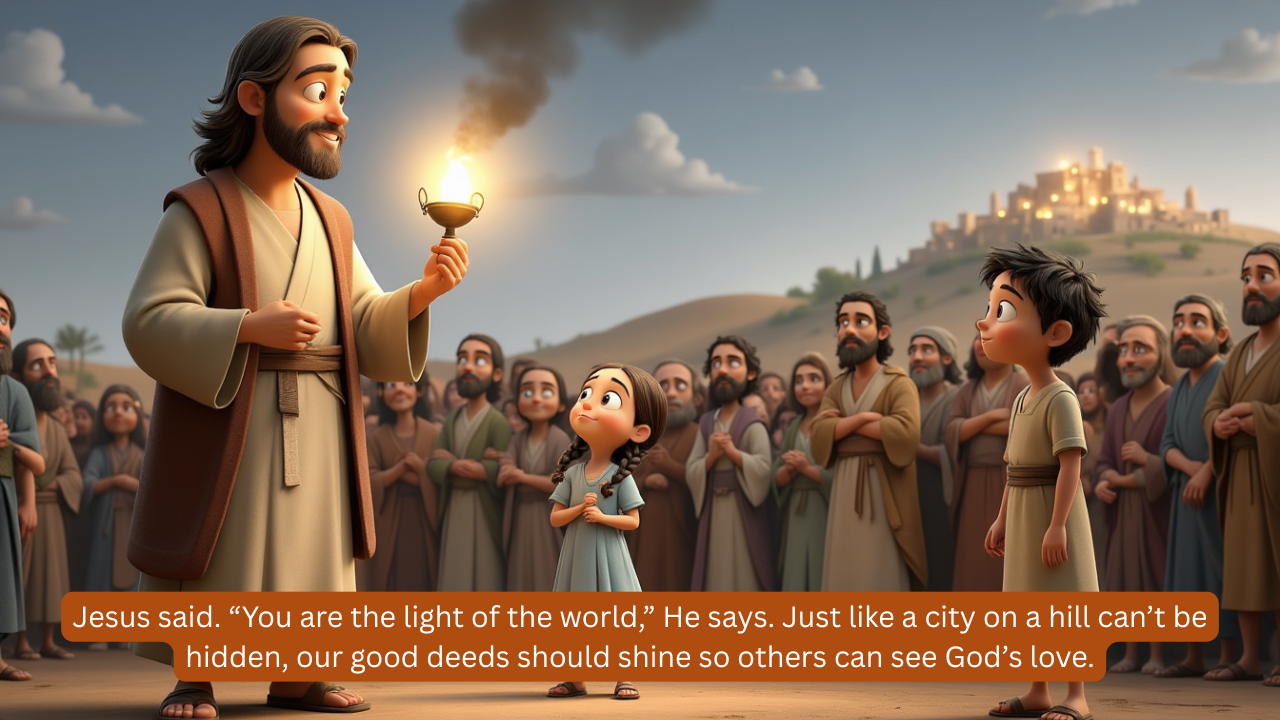 Jesus said. “You are the light of the world,” He says. Just like a city on a hill can’t be
hidden, our good deeds should shine so others can see God’s love.